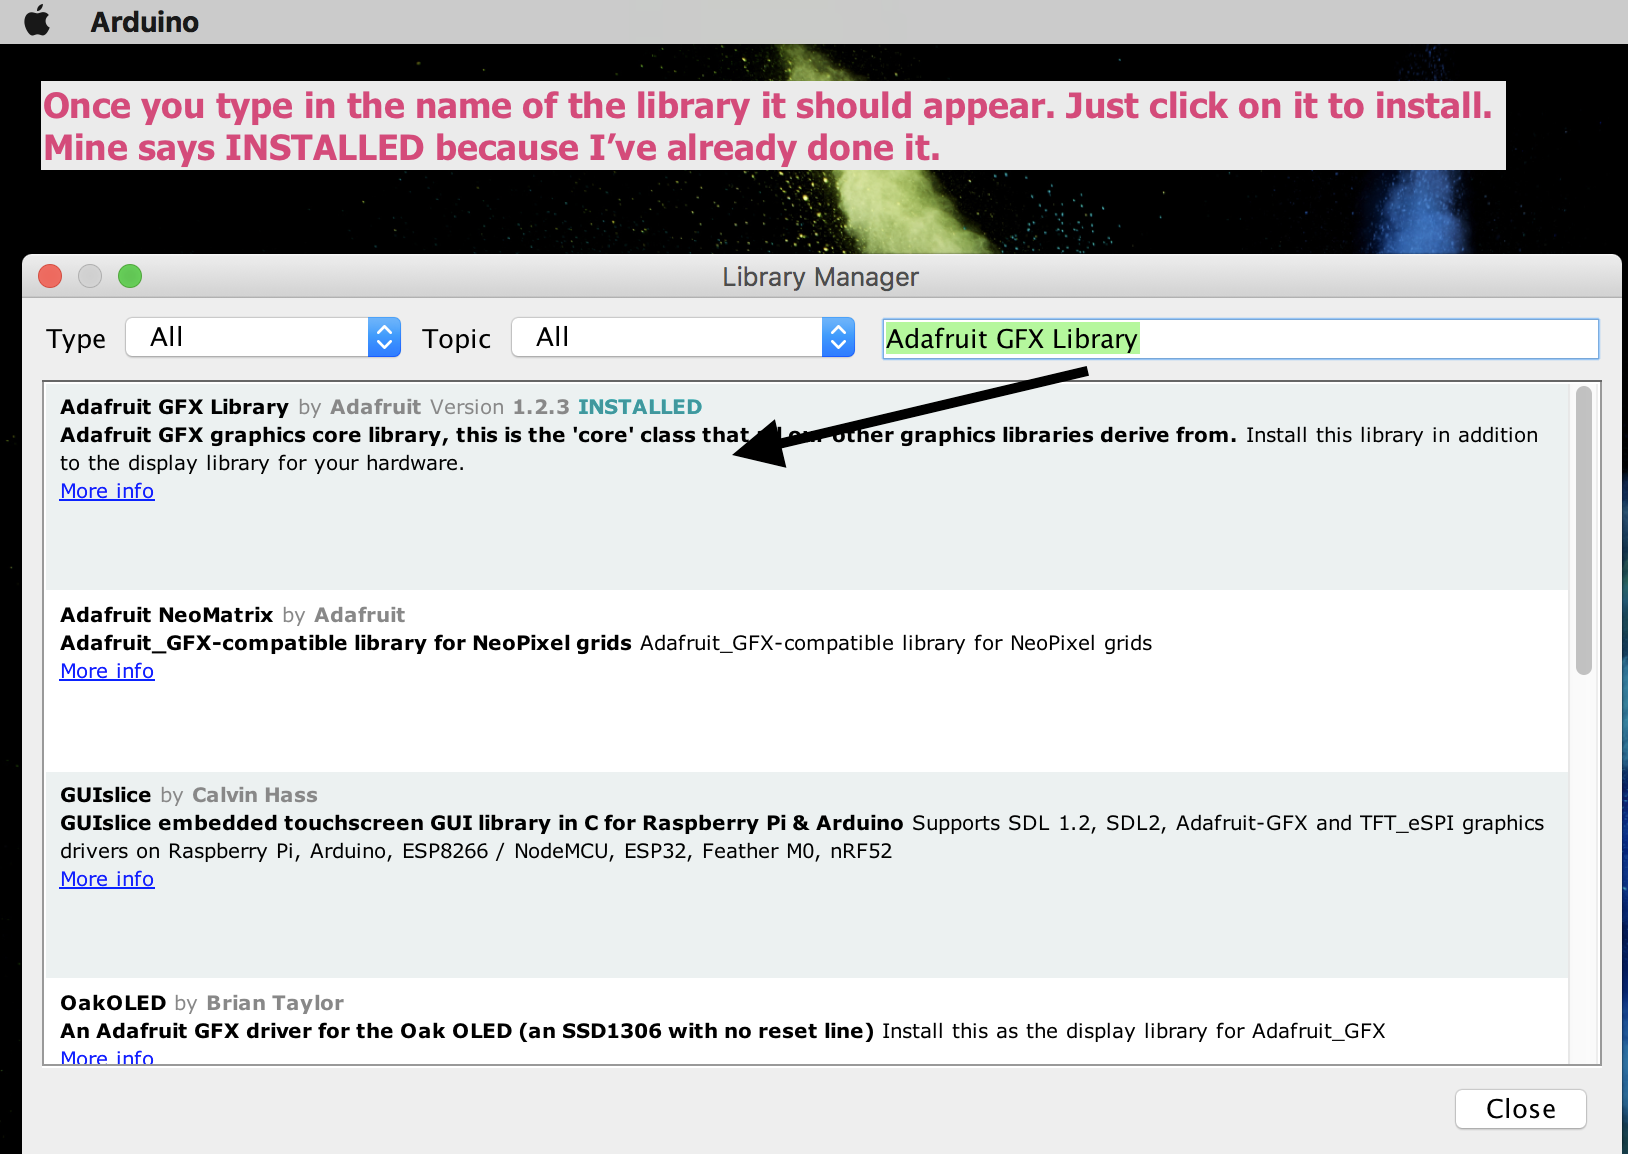 Arduino
Once you type in the name of the library it should appear. Just click on it to install.
Mine says INSTALLED because I’ve already done it.
Library Manager
Type All Topic All Adafruit GFX Library
Adafruit GFX Library by Adafruit Version 1.2.3 INSTALLED
Adafruit GFX graphics core library, this is the 'core' class that all our other graphics libraries derive from. Install this library in addition
to the display library for your hardware.
More info
Adafruit NeoMatrix by Adafruit
Adafruit_GFX-compatible library for NeoPixel grids Adafruit_GFX-compatible library for NeoPixel grids
More info
GUIslice by Calvin Hass
GUIslice embedded touchscreen GUI library in C for Raspberry Pi & Arduino Supports SDL 1.2, SDL2, Adafruit-GFX and TFT_eSPI graphics
drivers on Raspberry Pi, Arduino, ESP8266 / NodeMCU, ESP32, Feather M0, nRF52
More info
OakOLED by Brian Taylor
An Adafruit GFX driver for the Oak OLED (an SSD1306 with no reset line) Install this as the display library for Adafruit_GFX
More info
Close